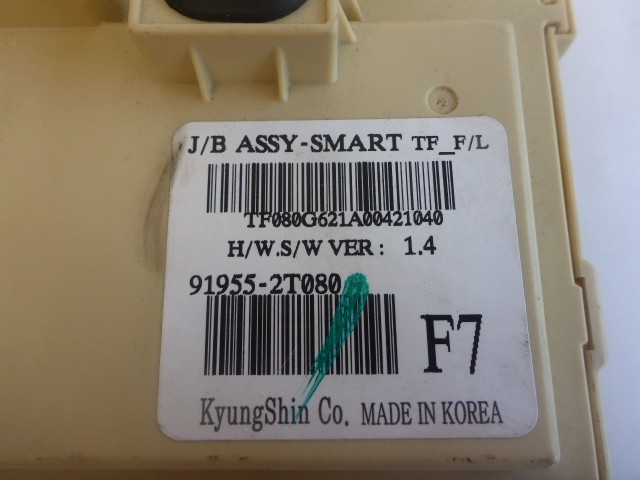 J/B ASSY-SMART TF_F/L
TF080G621A00421040
H/W.S/W VER: 1.4
91955-2T080
F7
KyungShin Co. MADE IN KOREA